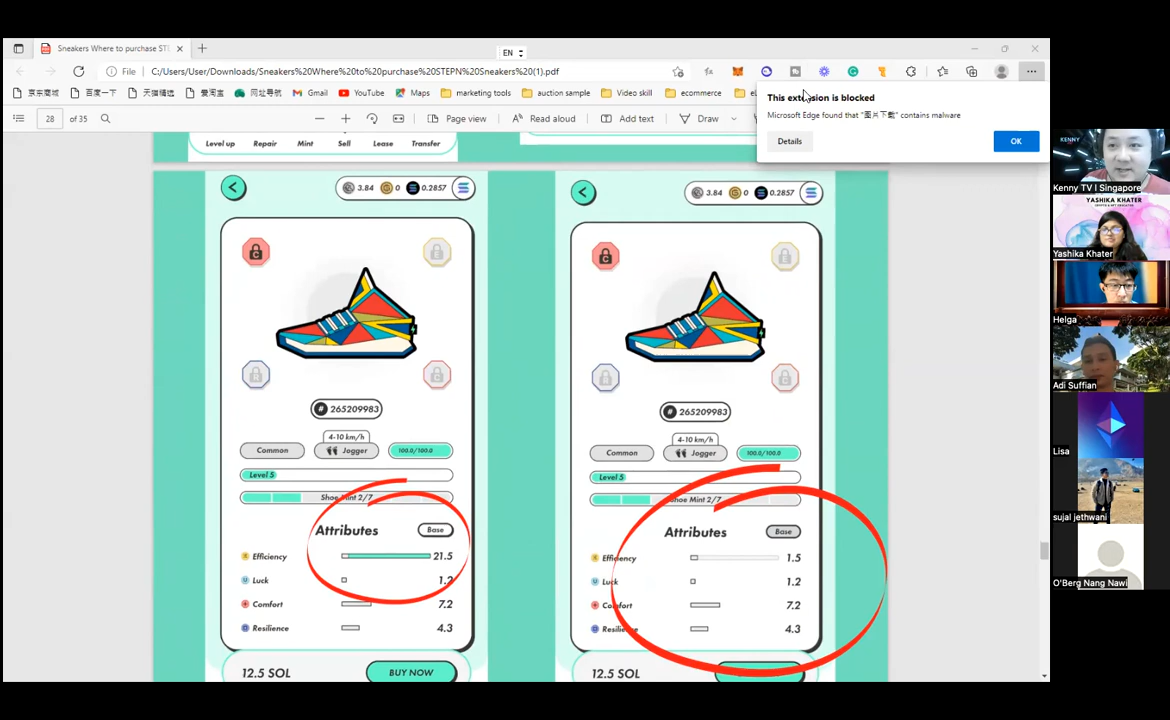 Sneakers Where to purchase STE
EN
File
C:/Users/User/Downloads/Sneakers%20Where%20to%20purchase%20STEPN%20Sneakers%20(1).pdf
京东商城
百度一下
天猫精选
爱淘宝
网址导航
Gmail
YouTube
Maps
marketing tools
auction sample
Video skill
ecommerce
28 of 35
Page view
Read aloud
Add text
Draw
This extension is blocked
Microsoft Edge found that "图片下载" contains malware
Details
OK
Level up Repair Mint Sell Lease Transfer
3.84 0 0.2857
C
E
R
C
# 265209983
4-10 km/h
Common
Jogger
100.0/100.0
Level 5
Shoe Mint 2/7
Attributes
Base
Efficiency 21.5
Luck 1.2
Comfort 7.2
Resilience 4.3
12.5 SOL
BUY NOW
3.84 0 0.2857
C
E
R
C
# 265209983
4-10 km/h
Common
Jogger
100.0/100.0
Level 5
Shoe Mint 2/7
Attributes
Base
Efficiency 1.5
Luck 1.2
Comfort 7.2
Resilience 4.3
12.5 SOL
KENNY
Kenny TV l Singapore
YASHIKA KHATER
Yashika Khater
Helga
Adi Suffian
Lisa
sujal jethwani
O'Berg Nang Nawi